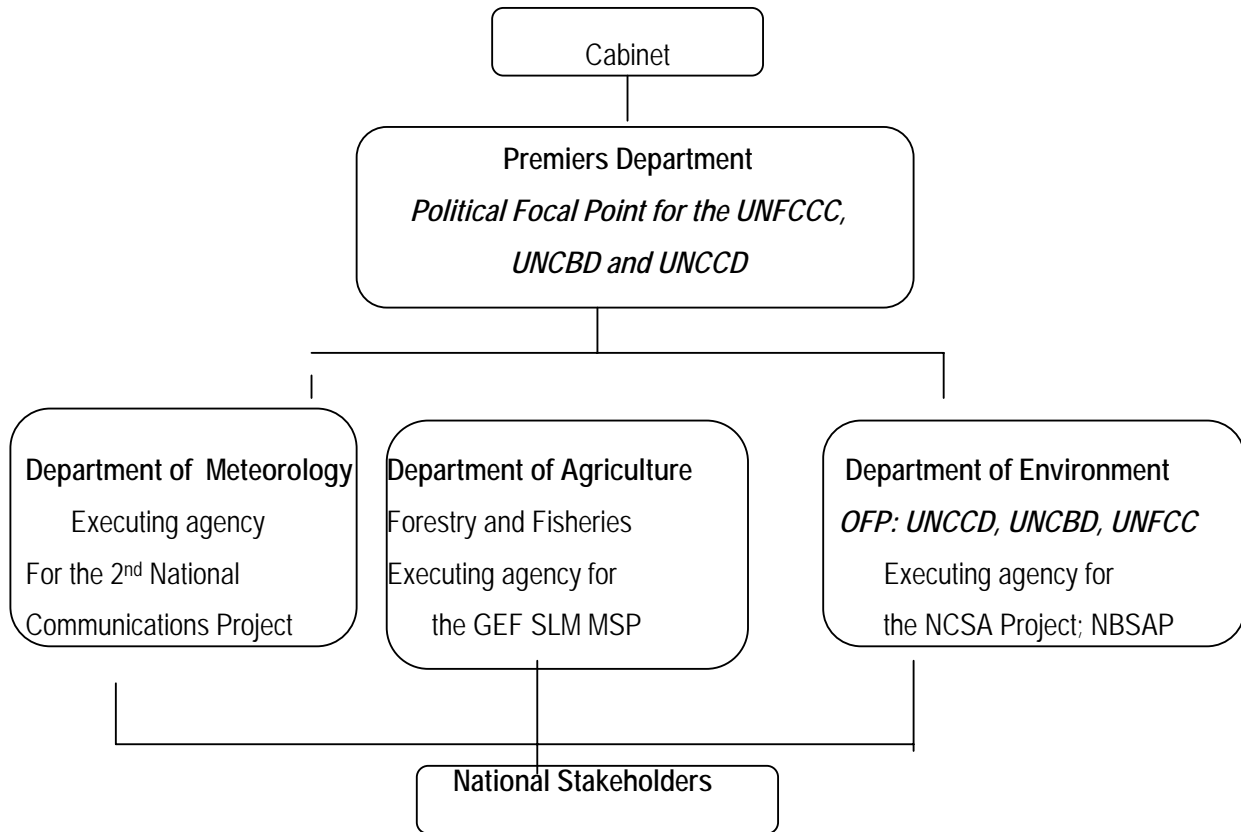 Cabinet
Premiers Department
Political Focal Point for the UNFCCC,
UNCBD and UNCCD
Department of Meteorology
Executing agency
For the 2nd National
Communications Project
Department of Agriculture
Forestry and Fisheries
Executing agency for
the GEF SLM MSP
Department of Environment
OFP: UNCCD, UNCBD, UNFCC
Executing agency for
the NCSA Project; NBSAP
National Stakeholders